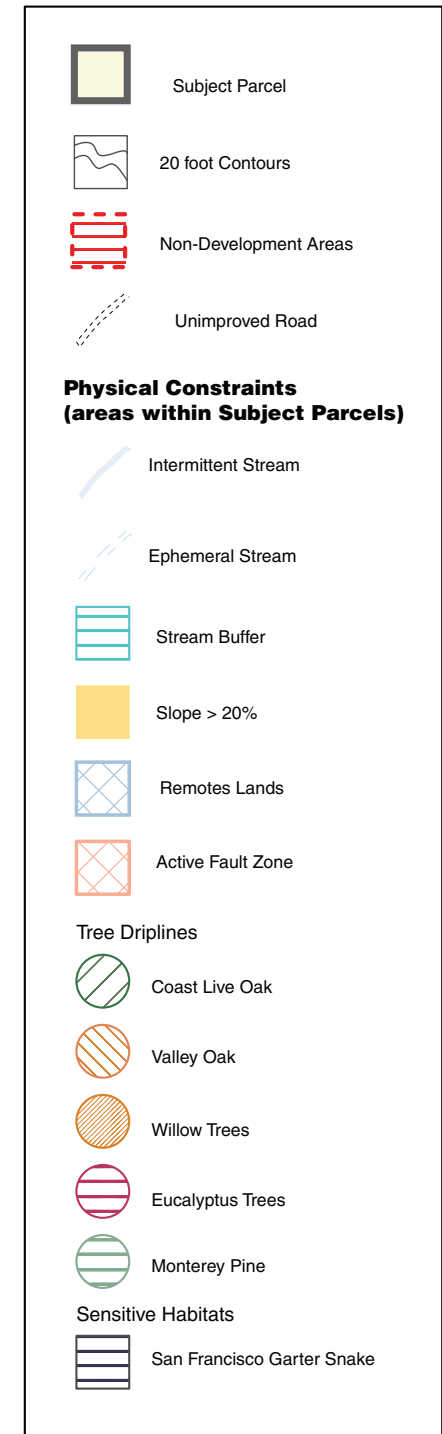 Subject Parcel
20 foot Contours
Non-Development Areas
Unimproved Road
Physical Constraints
(areas within Subject Parcels)
Intermittent Stream
Ephemeral Stream
Stream Buffer
Slope > 20%
Remotes Lands
Active Fault Zone
Tree Driplines
Coast Live Oak
Valley Oak
Willow Trees
Eucalyptus Trees
Monterey Pine
Sensitive Habitats
San Francisco Garter Snake